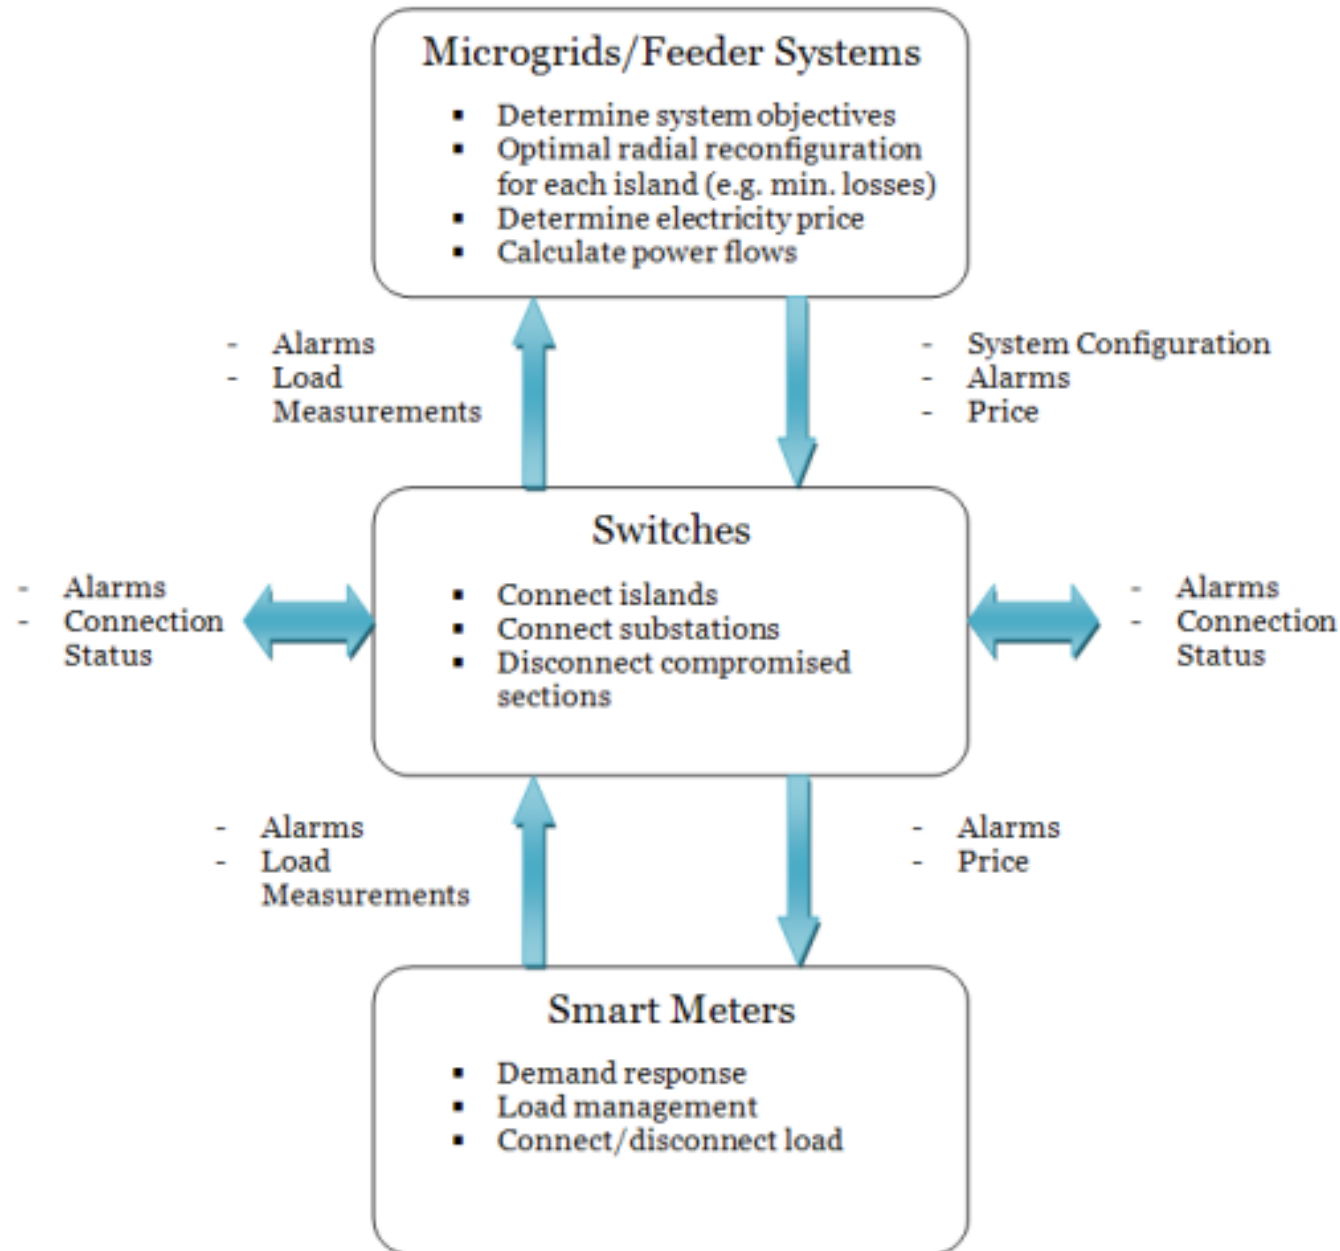 Microgrids/Feeder Systems
▪ Determine system objectives
▪ Optimal radial reconfiguration
for each island (e.g. min. losses)
▪ Determine electricity price
▪ Calculate power flows
- Alarms
- Load
Measurements
- System Configuration
- Alarms
- Price
Switches
▪ Connect islands
▪ Connect substations
▪ Disconnect compromised
sections
- Alarms
- Connection
Status
- Alarms
- Connection
Status
- Alarms
- Load
Measurements
- Alarms
- Price
Smart Meters
▪ Demand response
▪ Load management
▪ Connect/disconnect load